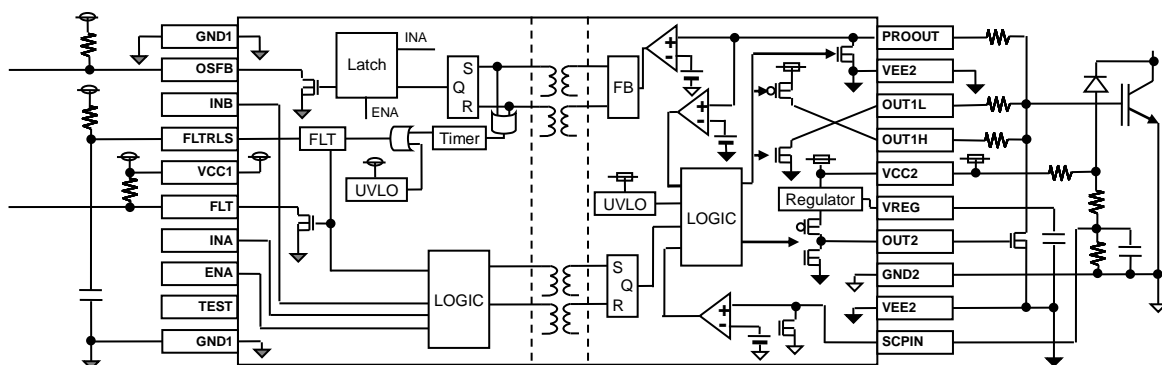 GND1
OSFB
INB
FLTRLS
VCC1
FLT
INA
ENA
TEST
GND1
Latch
INA
ENA
S
Q
R
FLT
Timer
UVLO
LOGIC
FB
+
-
+
-
UVLO
LOGIC
Regulator
S
Q
R
+
-
PROOUT
VEE2
OUT1L
OUT1H
VCC2
VREG
OUT2
GND2
VEE2
SCPIN